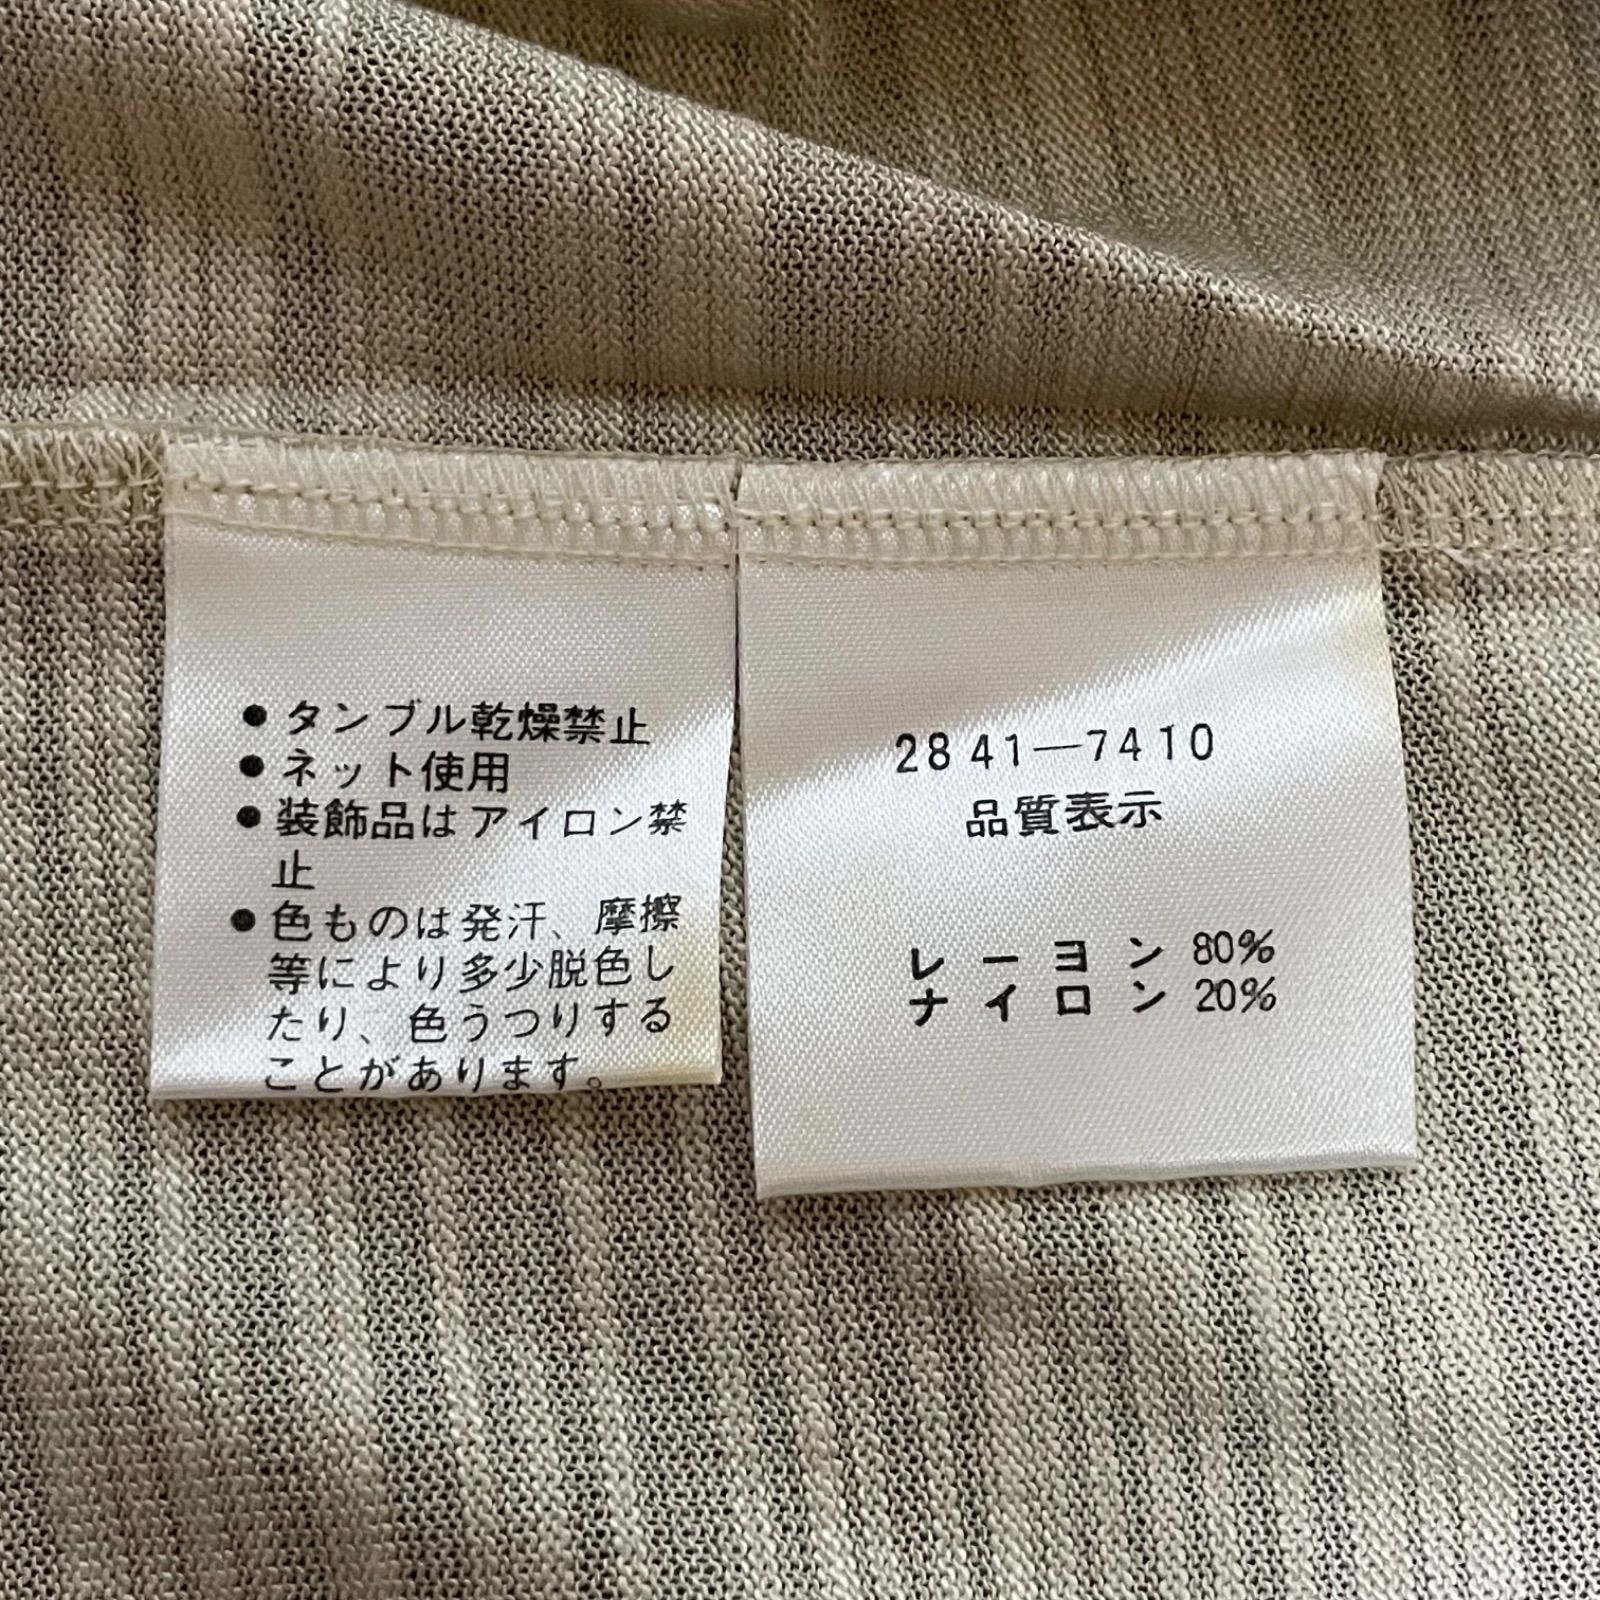 ● タンブル乾燥禁止
● ネット使用
● 装飾品はアイロン禁
止
● 色ものは発汗、摩擦
等により多少脱色し
たり、色うつりする
ことがあります。
2841―7410
品質表示
レーヨン 80%
ナイロン 20%